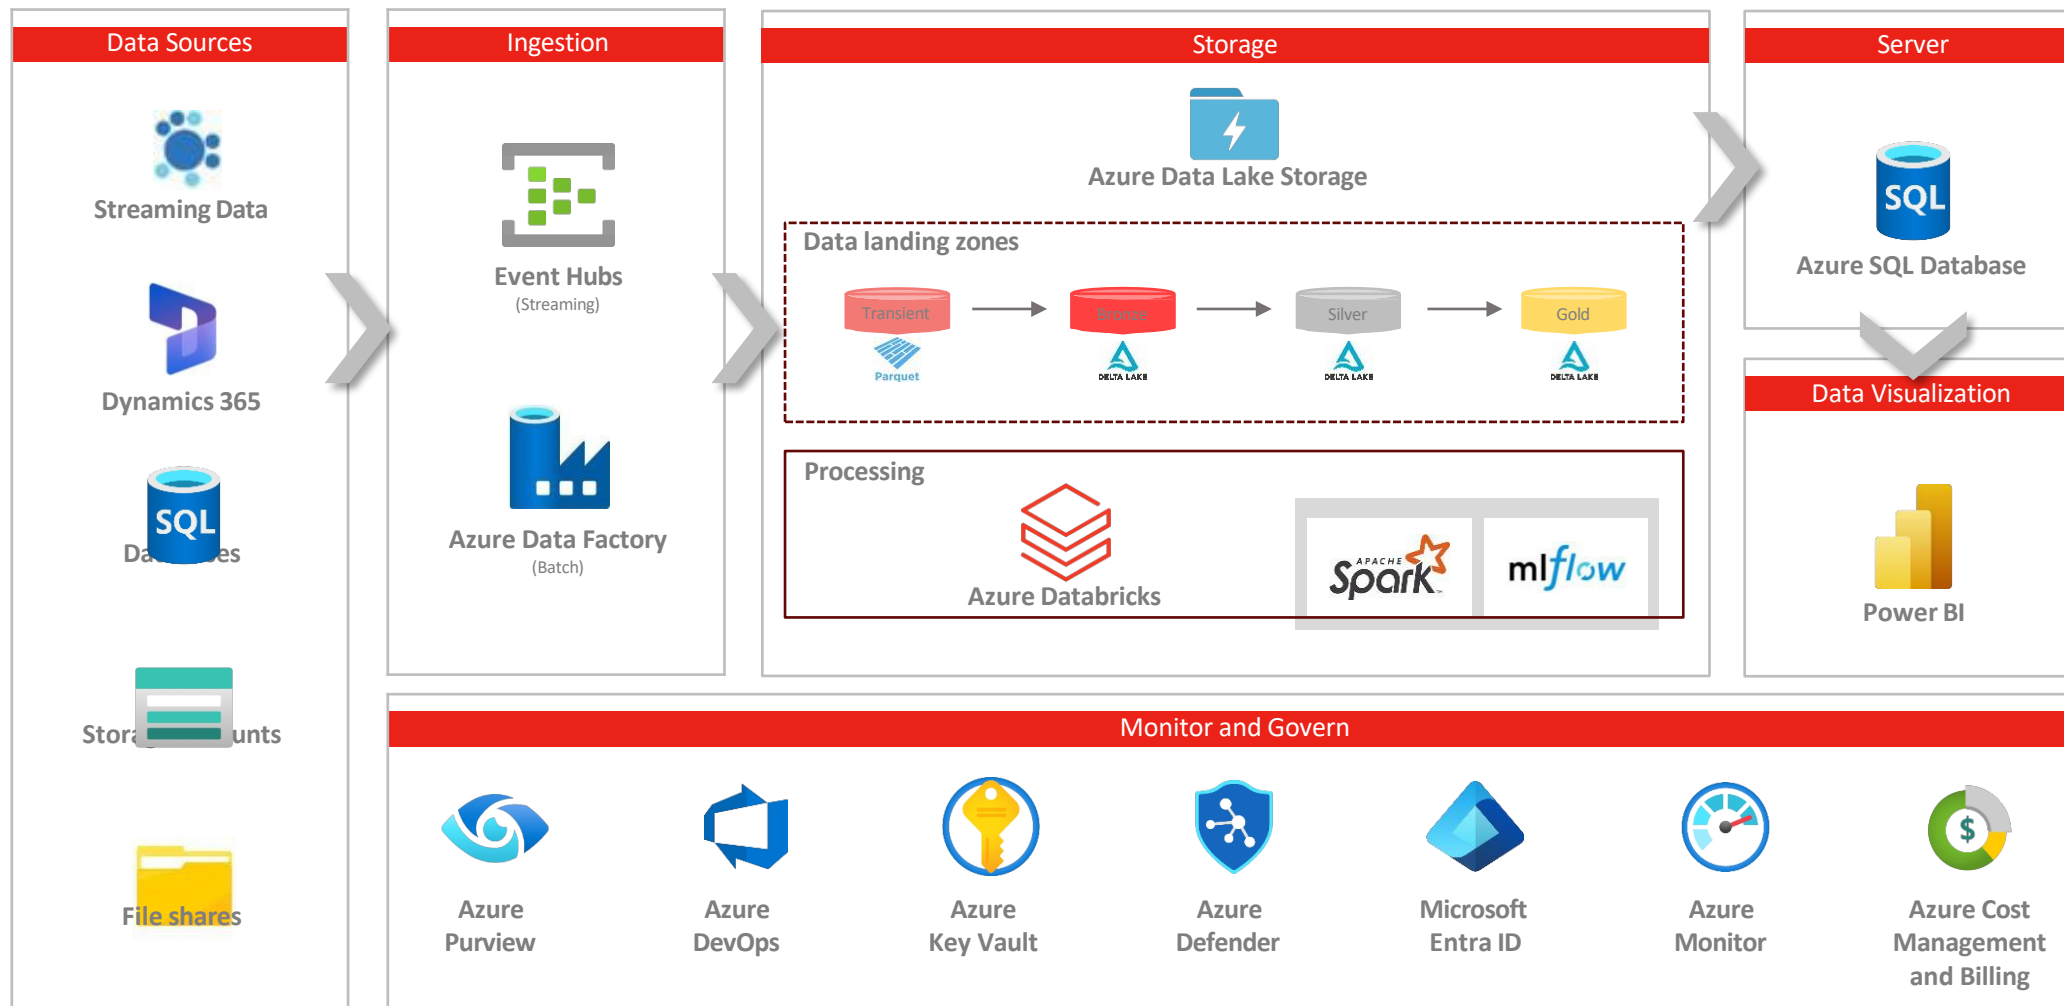 Data Sources
Streaming Data
Dynamics 365
SQL
File shares
Ingestion
Event Hubs
(Streaming)
Azure Data Factory
(Batch)
Storage
Azure Data Lake Storage
Data landing zones
Transient
Bronze
Silver
Gold
Parquet
DELTA LAKE
DELTA LAKE
DELTA LAKE
Processing
Azure Databricks
APACHE
Spark
TM
mlflow
Server
SQL
Azure SQL Database
Data Visualization
Power BI
Monitor and Govern
Azure
Purview
Azure
DevOps
Azure
Key Vault
Azure
Defender
Microsoft
Entra ID
Azure
Monitor
$
Azure Cost
Management
and Billing